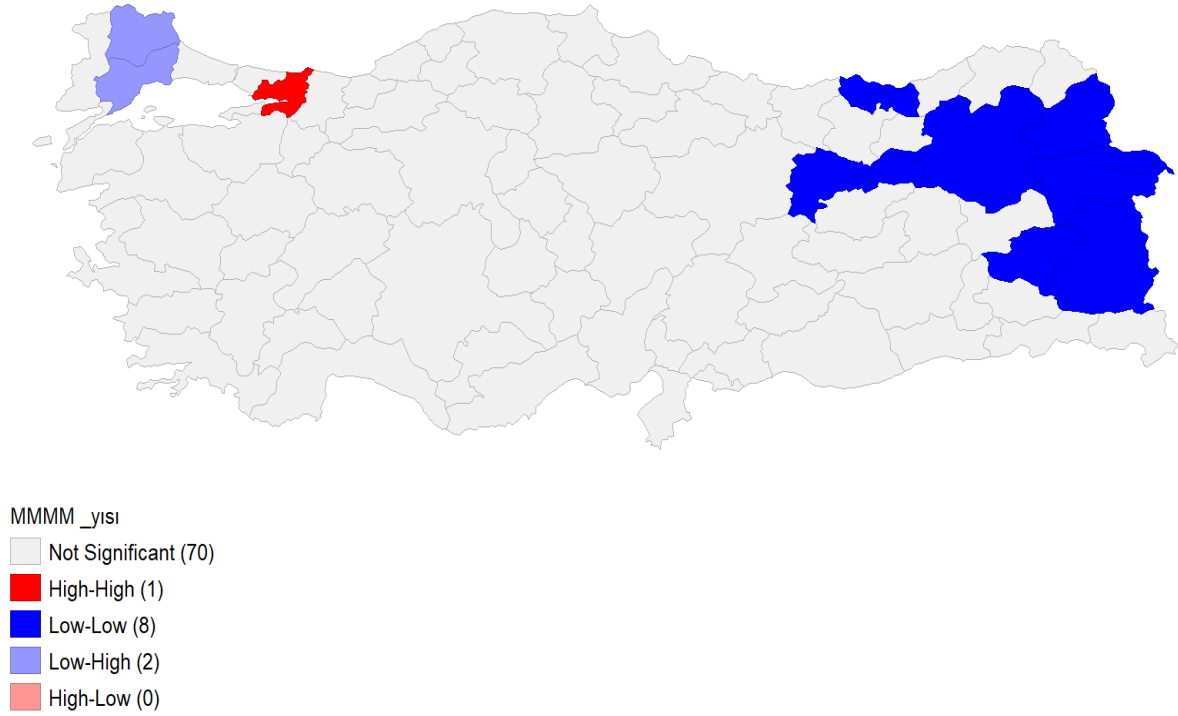 MMMM _yısı
Not Significant (70)
High-High (1)
Low-Low (8)
Low-High (2)
High-Low (0)